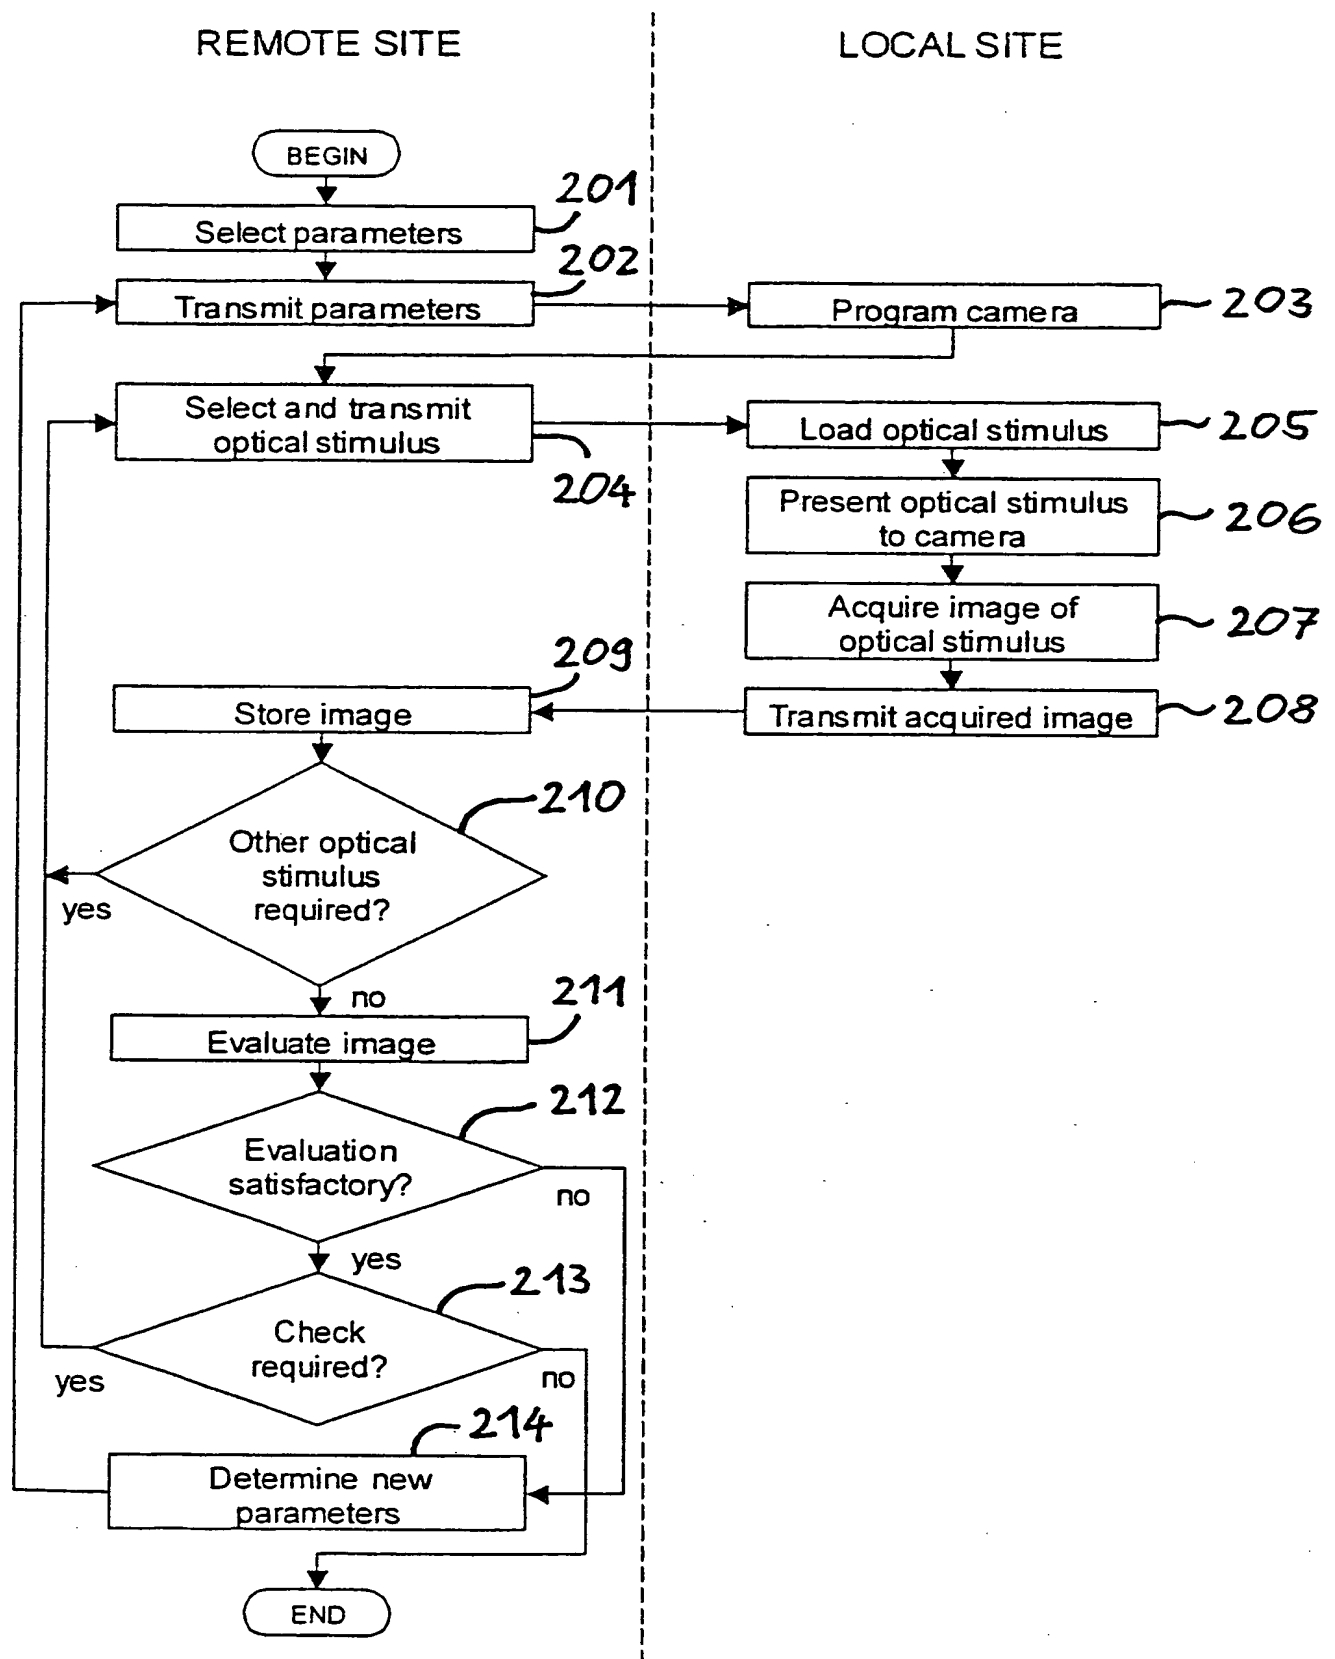 REMOTE SITE
LOCAL SITE
BEGIN
201
Select parameters
202
Transmit parameters
Program camera
203
Select and transmit
optical stimulus
204
Load optical stimulus
205
Present optical stimulus
to camera
206
Acquire image of
optical stimulus
207
209
Store image
Transmit acquired image
208
210
Other optical
stimulus
required?
yes
no
211
Evaluate image
212
Evaluation
satisfactory?
no
yes
213
Check
required?
yes
no
214
Determine new
parameters
END